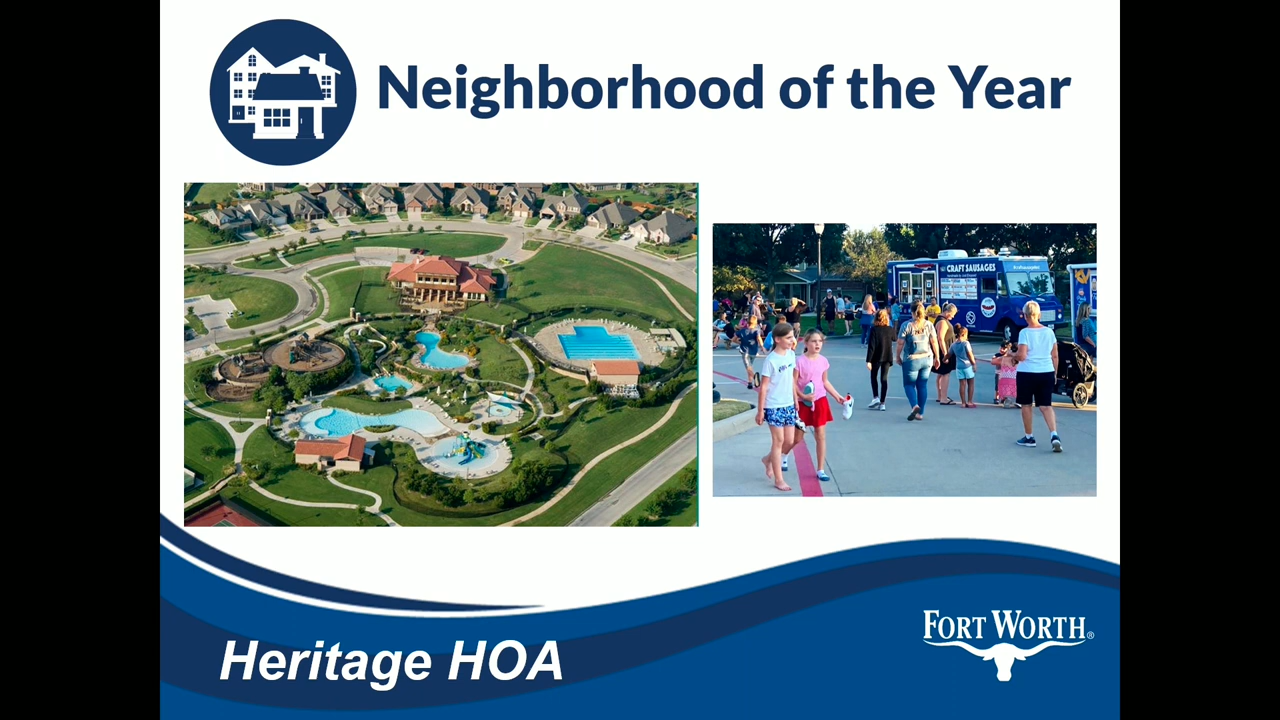 Neighborhood of the Year
CRAFT SAUSAGES
Heritage HOA
FORT WORTH®